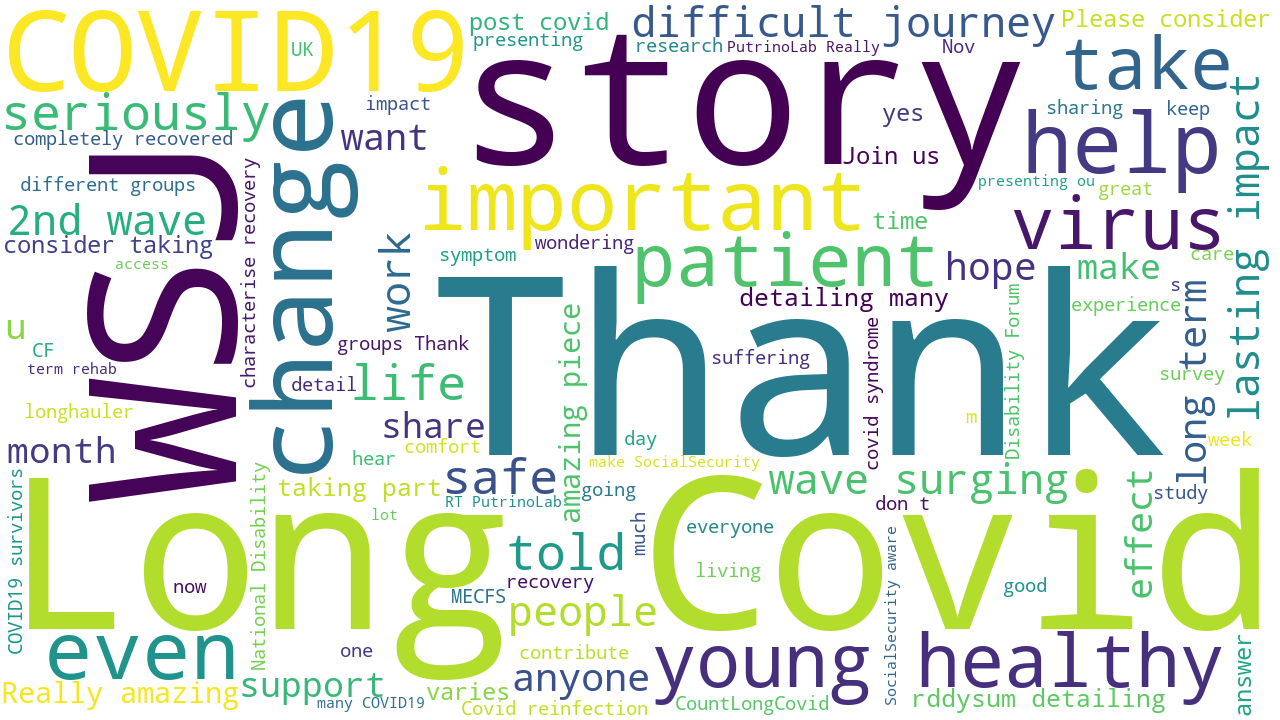 COVID19
UK
post covid
presenting
difficult journey
research
PutrinoLab Really
Nov
Please consider
take
story
seriously
completely recovered
impact
want
change
yes
Join us
sharing
keep
help
different groups
WSJ
2nd wave
consider taking
access
characterise recovery
important
presenting ou
great
virus
time
wondering
symptom
work
patient
hope
make
care
lasting impact
detailing many
s
experience
long term
u
CF
term rehab
groups Thank
detail
life
Thank
amazing piece
suffering
covid syndrome
Disability Forum
survey
longhauler
share
month
comfort
hear
day
make SocialSecurity
m
week
safe
going
wave surging
study
taking part
RT PutrinoLab
don t
effect
lot
Long Covid
COVID19 survivors
National Disability
much
everyone
told
living
SocialSecurity aware
now
recovery
MECFS
good
people
even
one
contribute
young
healthy
answer
anyone
support
Really amazing
many COVID19
varies
Covid reinfection
CountLongCovid
rddysum detailing